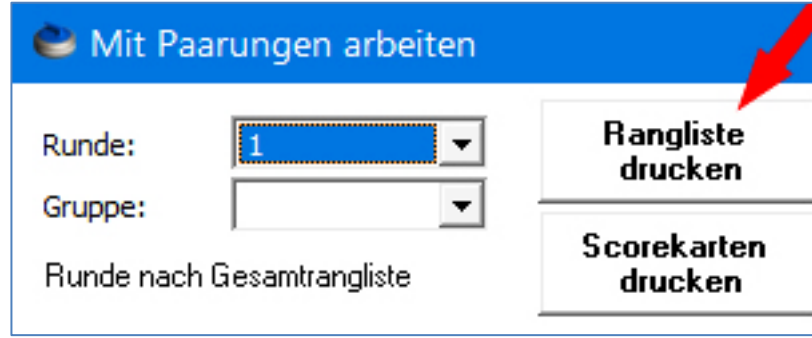 Mit Paarungen arbeiten
Runde: 1
Gruppe:
Runde nach Gesamtrangliste
Rangliste
drucken
Scorekarten
drucken